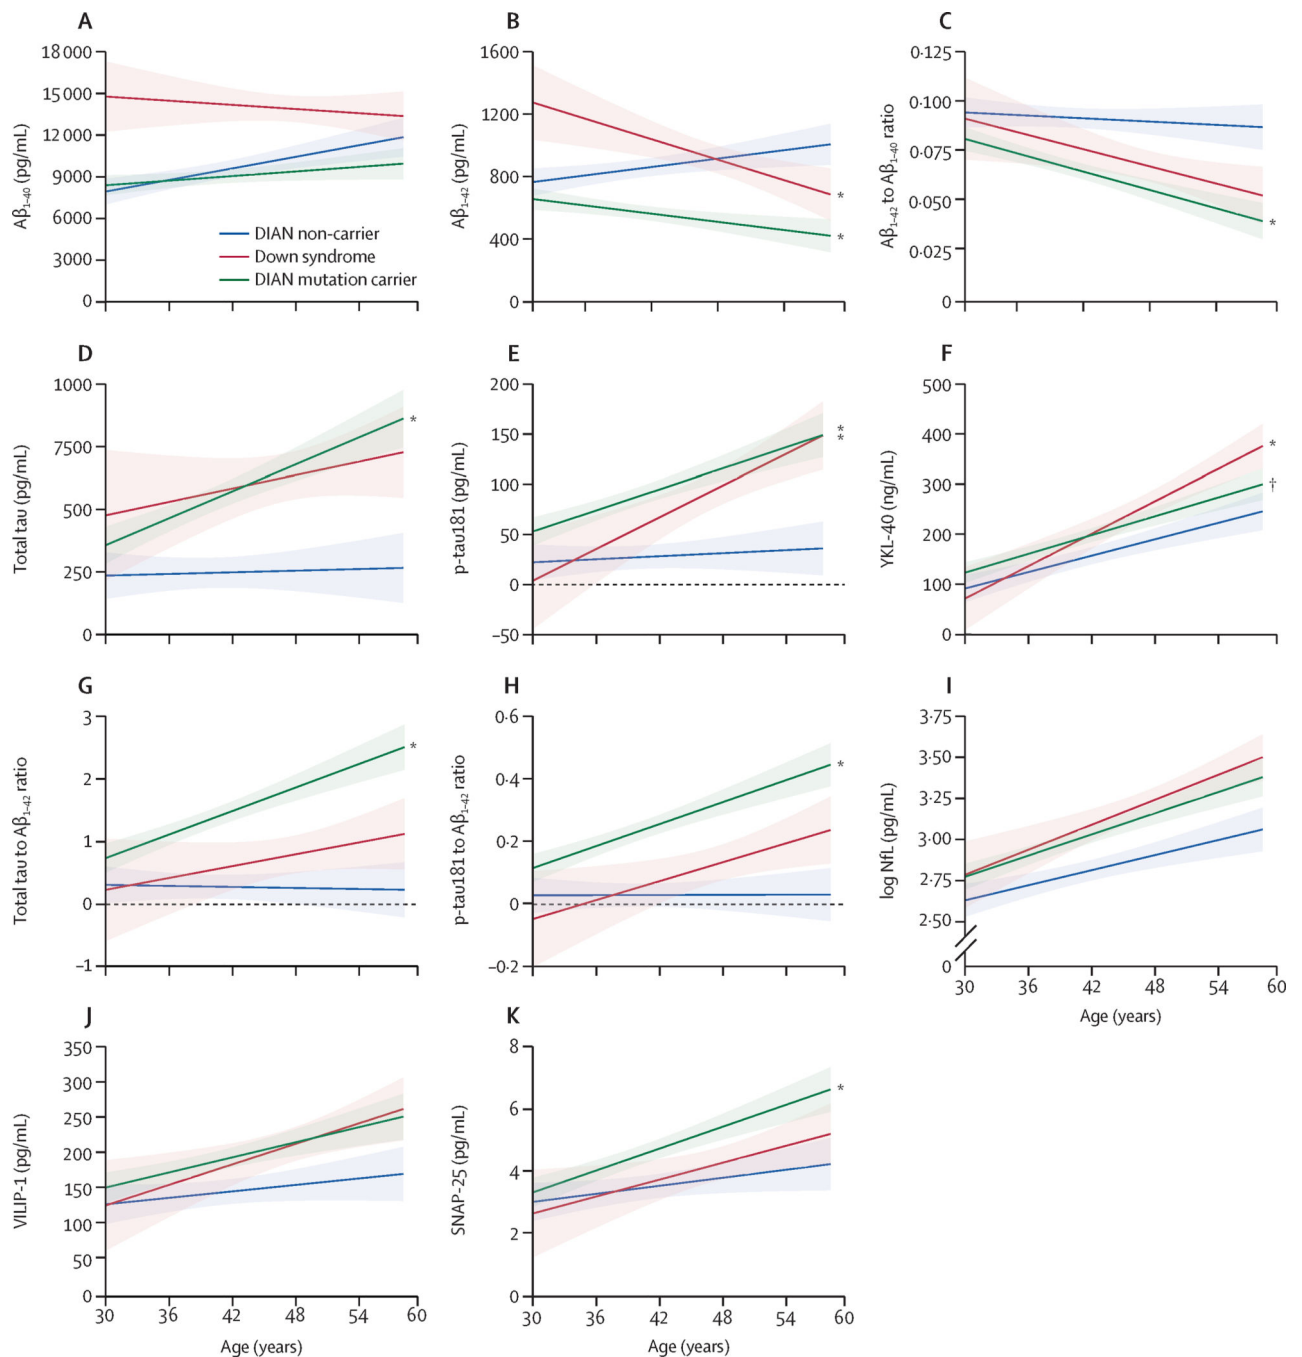 A
18 000
15 000
12 000
9000
6000
3000
0
Aβ1–40 (pg/mL)
DIAN non-carrier
Down syndrome
DIAN mutation carrier
B
1600
1200
800
400
0
Aβ1–42 (pg/mL)
*
*
C
0·125
0·100
0·075
0·050
0·025
0
Aβ1–42 to Aβ1–40 ratio
*
D
1000
7500
500
250
0
Total tau (pg/mL)
*
E
200
150
100
50
0
–50
p-tau181 (pg/mL)
*
*
F
500
400
300
200
100
0
YKL-40 (ng/mL)
*
†
G
3
2
1
0
–1
Total tau to Aβ1–42 ratio
*
H
0·6
0·4
0·2
0
–0·2
p-tau181 to Aβ1–42 ratio
*
I
3·75
3·50
3·25
3·00
2·75
2·50
0
log NfL (pg/mL)
30 36 42 48 54 60
Age (years)
J
350
300
250
200
150
100
50
0
VILIP-1 (pg/mL)
30 36 42 48 54 60
Age (years)
K
8
6
4
2
0
SNAP-25 (pg/mL)
*
30 36 42 48 54 60
Age (years)